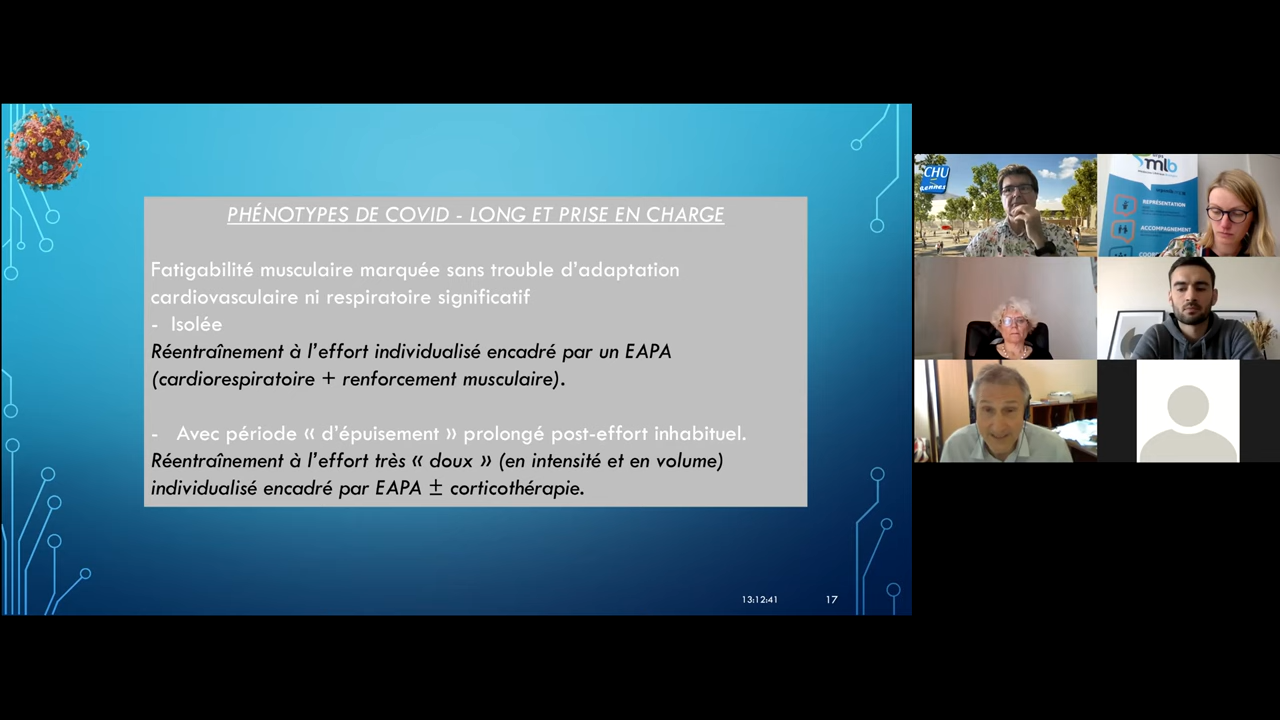 PHÉNOTYPES DE COVID - LONG ET PRISE EN CHARGE
Fatigabilité musculaire marquée sans trouble d’adaptation
cardiovasculaire ni respiratoire significatif
- Isolée
Réentraînement à l’effort individualisé encadré par un EAPA
(cardiorespiratoire + renforcement musculaire).
- Avec période « d’épuisement » prolongé post-effort inhabituel.
Réentraînement à l’effort très « doux » (en intensité et en volume)
individualisé encadré par EAPA ± corticothérapie.
13:12:41
17
CHU
Rennes
mlb
REPRÉSENTATION
ACCOMPAGNEMENT